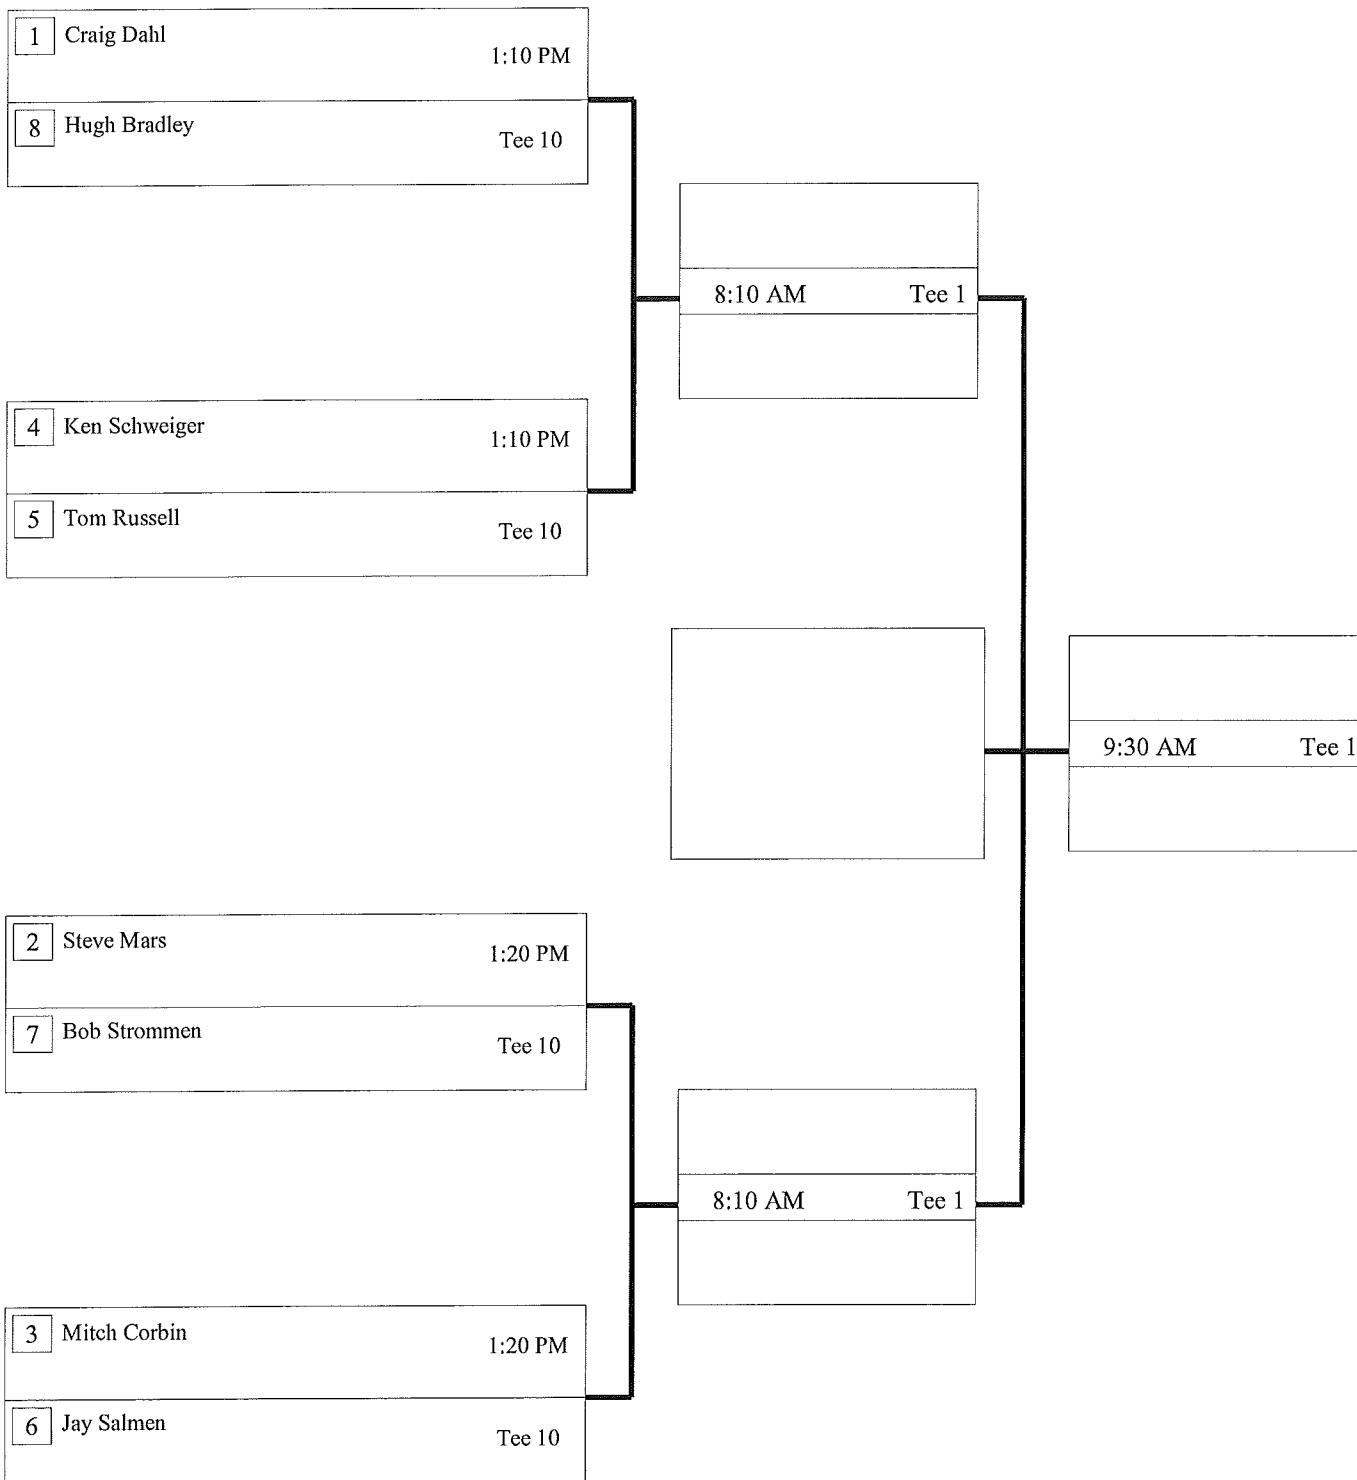 1 Craig Dahl
1:10 PM
8 Hugh Bradley
Tee 10
8:10 AM Tee 1
4 Ken Schweiger
1:10 PM
5 Tom Russell
Tee 10
9:30 AM Tee 1
2 Steve Mars
1:20 PM
7 Bob Strommen
Tee 10
8:10 AM Tee 1
3 Mitch Corbin
1:20 PM
6 Jay Salmen
Tee 10